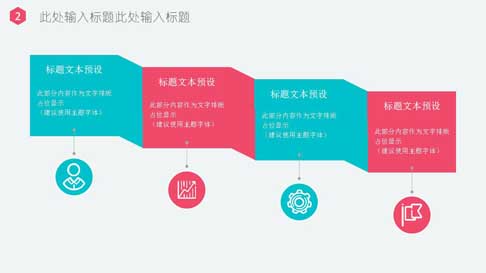 2
此处输入标题此处输入标题
标题文本预设
此部分内容作为文字排版
占位显示
（建议使用主题字体）
标题文本预设
此部分内容作为文字排版
占位显示
（建议使用主题字体）
标题文本预设
此部分内容作为文字排版
占位显示
（建议使用主题字体）
标题文本预设
此部分内容作为文字排版
占位显示
（建议使用主题字体）